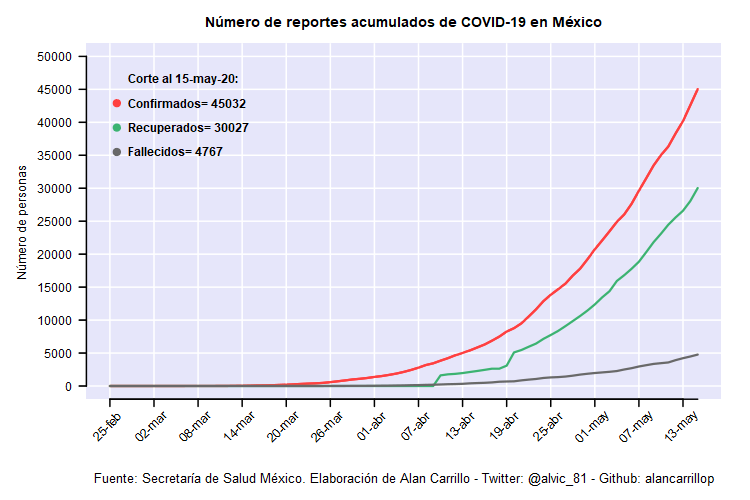 Número de reportes acumulados de COVID-19 en México
Número de personas
50000
45000
40000
35000
30000
25000
20000
15000
10000
5000
0
Corte al 15-may-20:
Confirmados= 45032
Recuperados= 30027
Fallecidos= 4767
25-feb
02-mar
08-mar
14-mar
20-mar
26-mar
01-abr
07-abr
13-abr
19-abr
25-abr
01-may
07-may
13-may
Fuente: Secretaría de Salud México. Elaboración de Alan Carrillo - Twitter: @alvic_81 - Github: alancarrillop